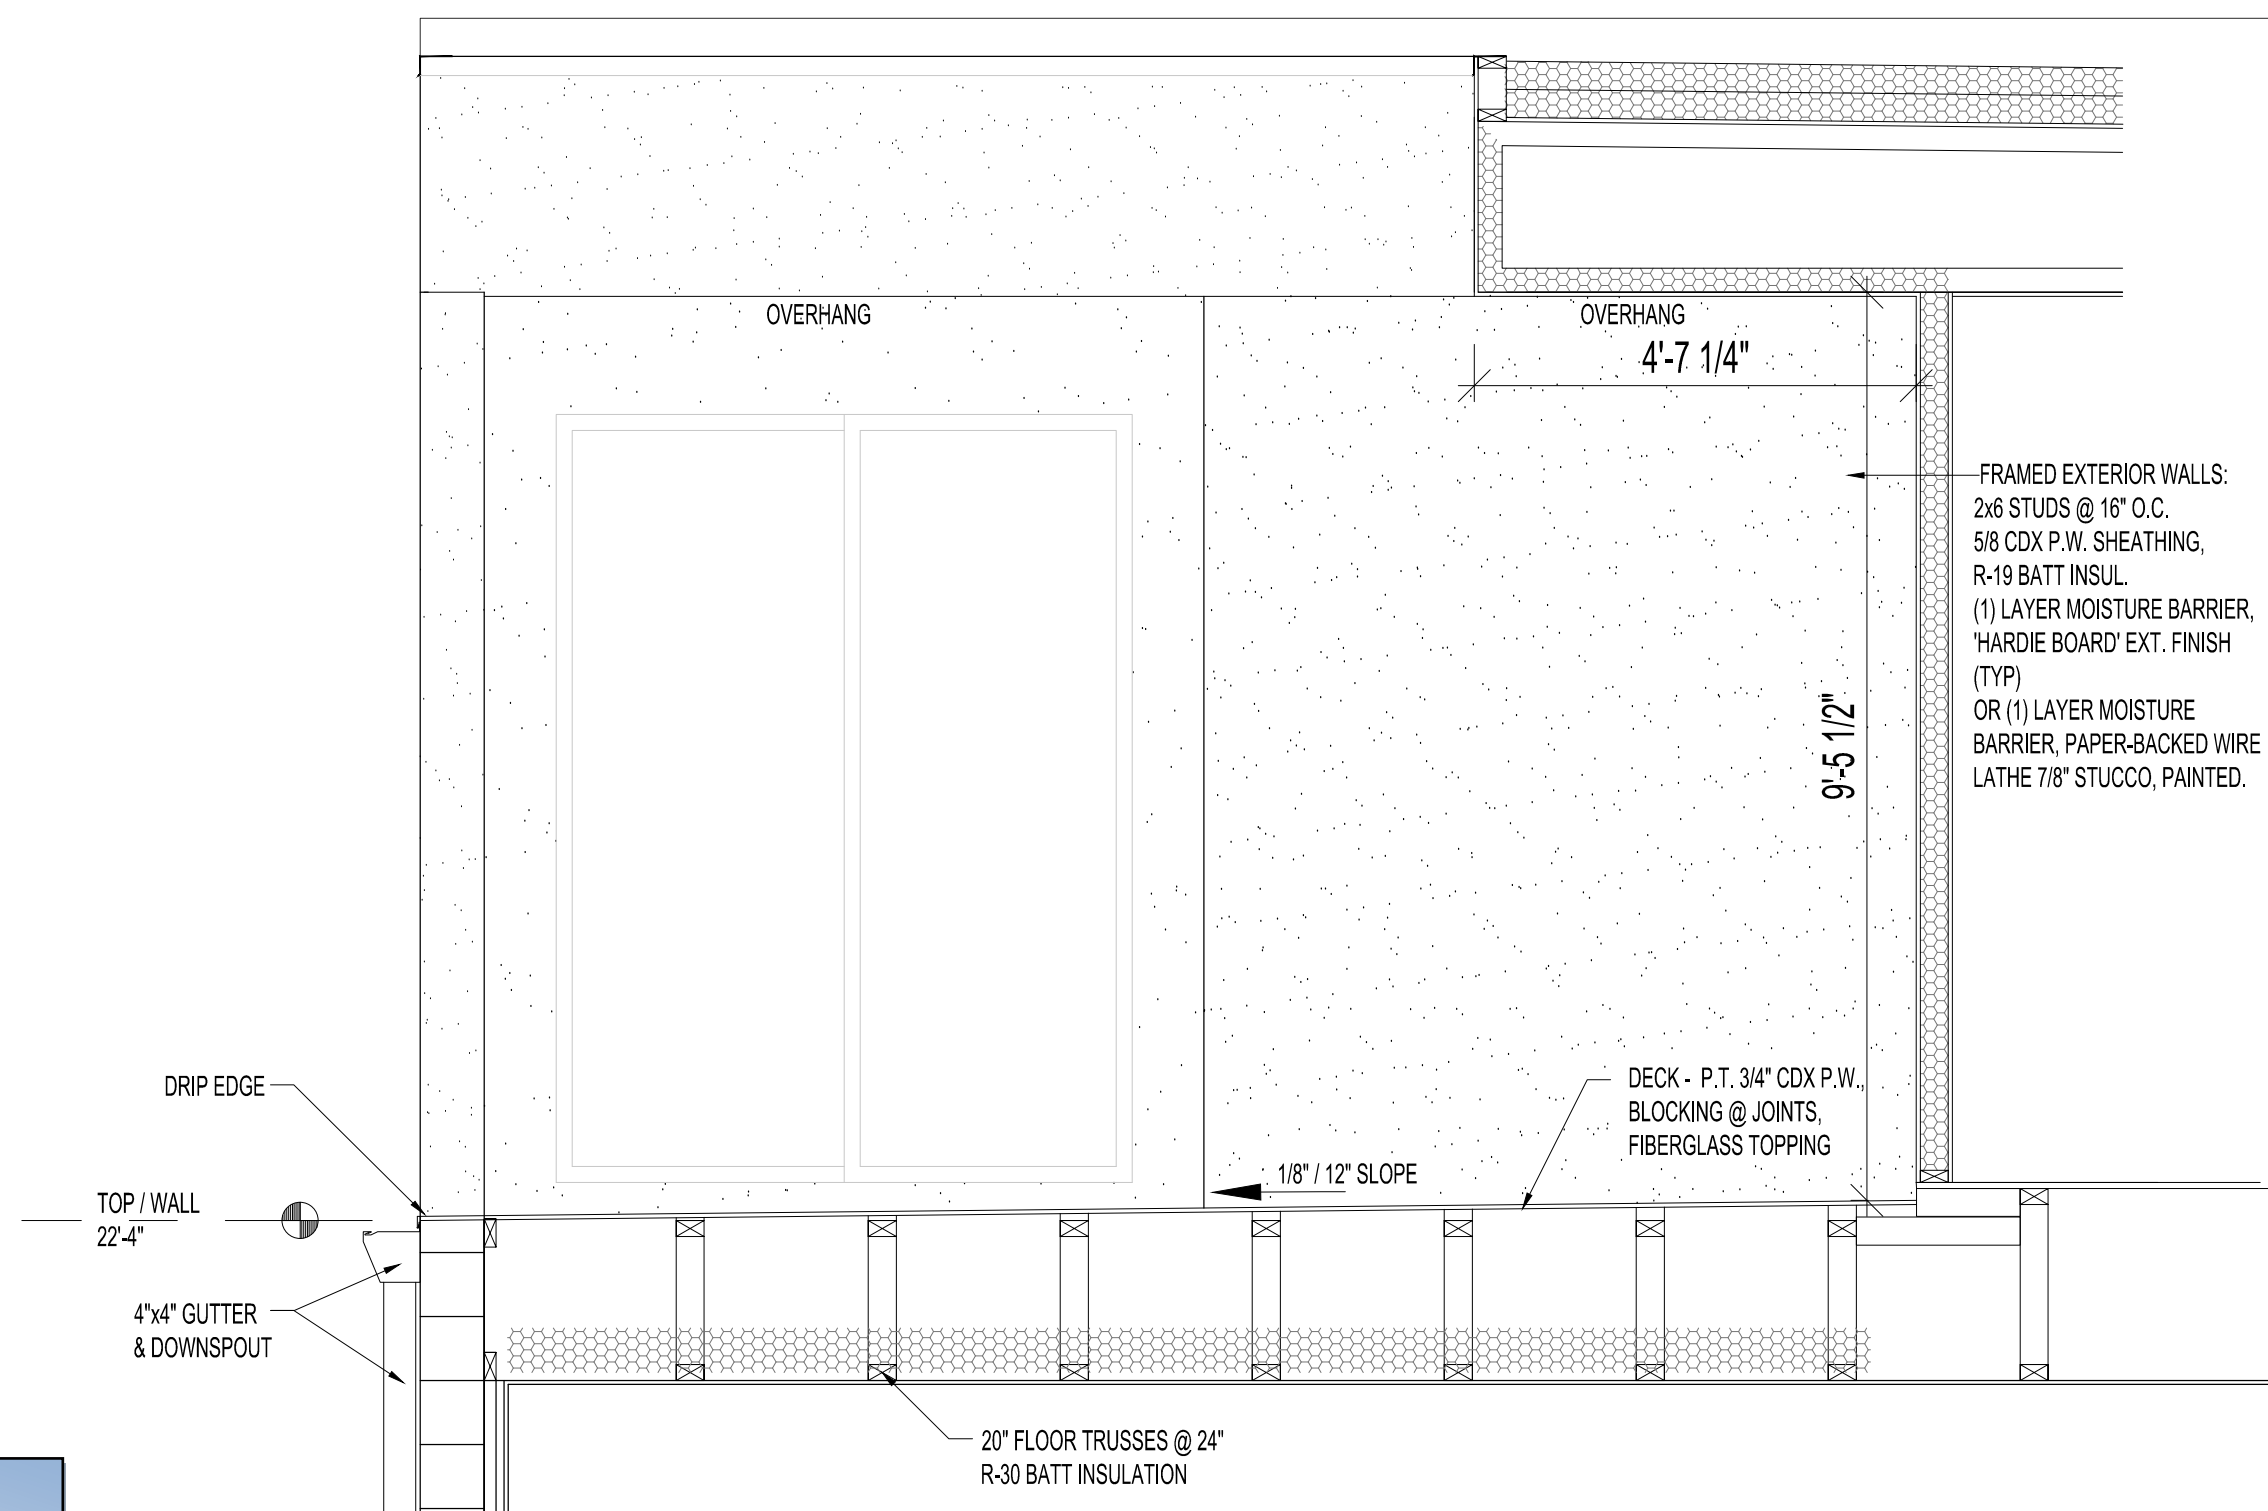 OVERHANG
OVERHANG
4'-7 1/4"
FRAMED EXTERIOR WALLS:
2x6 STUDS @ 16" O.C.
5/8 CDX P.W. SHEATHING,
R-19 BATT INSUL.
(1) LAYER MOISTURE BARRIER,
'HARDIE BOARD' EXT. FINISH
(TYP)
OR (1) LAYER MOISTURE
BARRIER, PAPER-BACKED WIRE
LATHE 7/8" STUCCO, PAINTED.
9'-5 1/2"
DRIP EDGE
DECK - P.T. 3/4" CDX P.W.,
BLOCKING @ JOINTS,
FIBERGLASS TOPPING
1/8" / 12" SLOPE
TOP / WALL
22'-4"
4"x4" GUTTER
& DOWNSPOUT
20" FLOOR TRUSSES @ 24"
R-30 BATT INSULATION